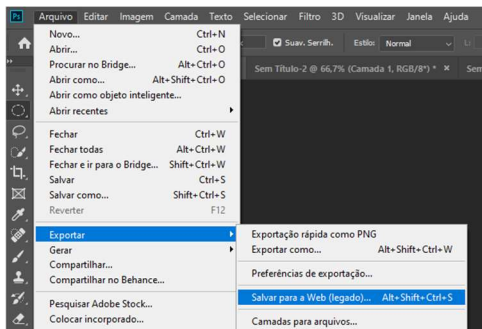 Ps Arquivo Editar Imagem Camada Texto Selecionar Filtro 3D Visualizar Janela Ajuda
Novo... Ctrl+N
Abrir... Ctrl+O
Procurar no Bridge... Alt+Ctrl+O
Abrir como... Alt+Shift+Ctrl+O
Abrir como objeto inteligente...
Abrir recentes
Fechar Ctrl+W
Fechar todas Alt+Ctrl+W
Fechar e ir para o Bridge... Shift+Ctrl+W
Salvar Ctrl+S
Salvar como... Shift+Ctrl+S
Reverter F12
Exportar
Gerar
Compartilhar...
Compartilhar no Behance...
Pesquisar Adobe Stock...
Colocar incorporado...
Suav. Serrilh. Estilo: Normal
Sem Título-2 @ 66,7% (Camada 1, RGB/8*) * × Sem
Exportação rápida como PNG
Exportar como... Alt+Shift+Ctrl+W
Preferências de exportação...
Salvar para a Web (legado)... Alt+Shift+Ctrl+S
Camadas para arquivos...